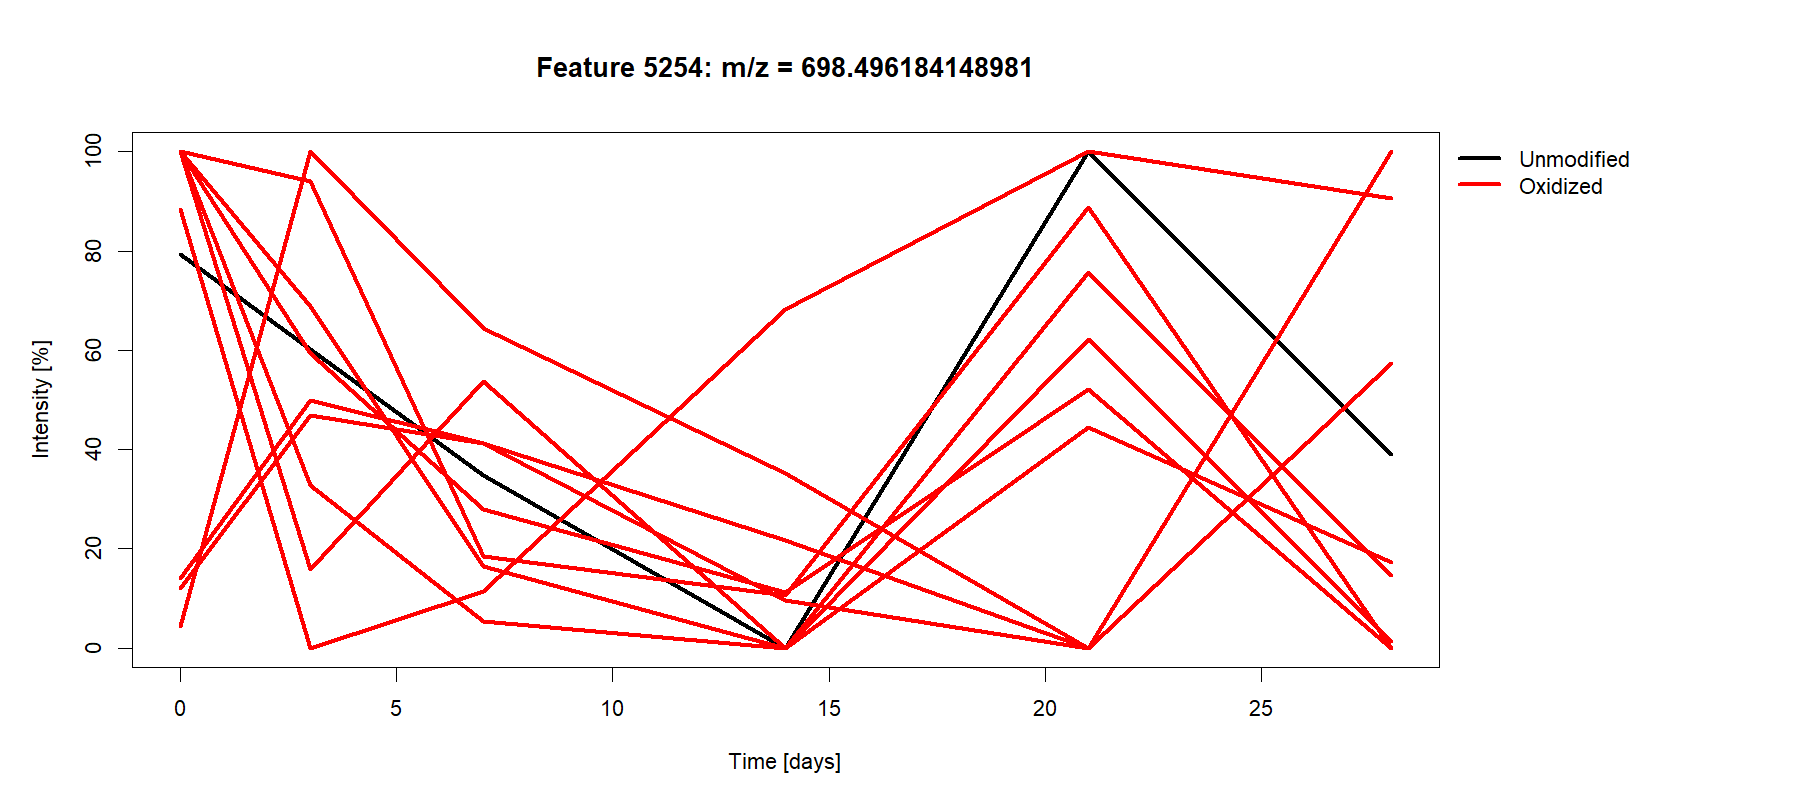 Feature 5254: m/z = 698.496184148981
Unmodified
Oxidized
Intensity [%]
100
80
60
40
20
0
0 5 10 15 20 25
Time [days]